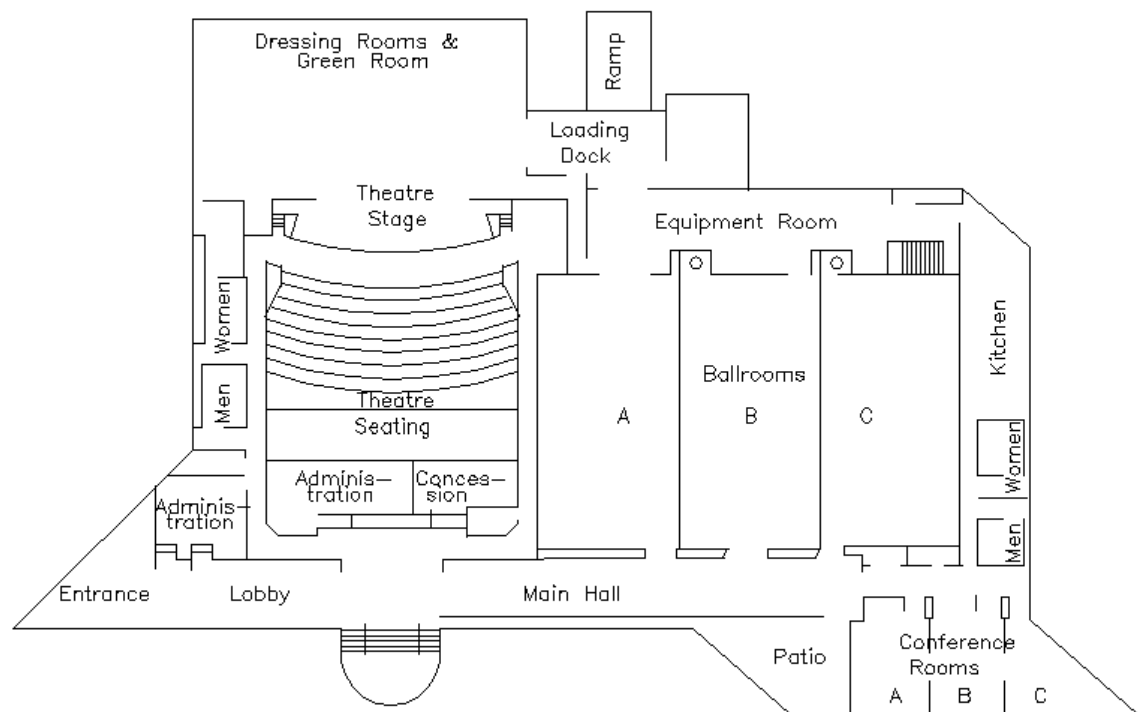 Dressing Rooms &
Green Room
Ramp
Loading
Dock
Theatre
Stage
Equipment Room
Women
Men
Kitchen
Ballrooms
A
B
C
Theatre
Seating
Women
Men
Adminis-
tration
Conces-
sion
Adminis-
tration
Entrance
Lobby
Main Hall
Patio
Conference
Rooms
A
B
C